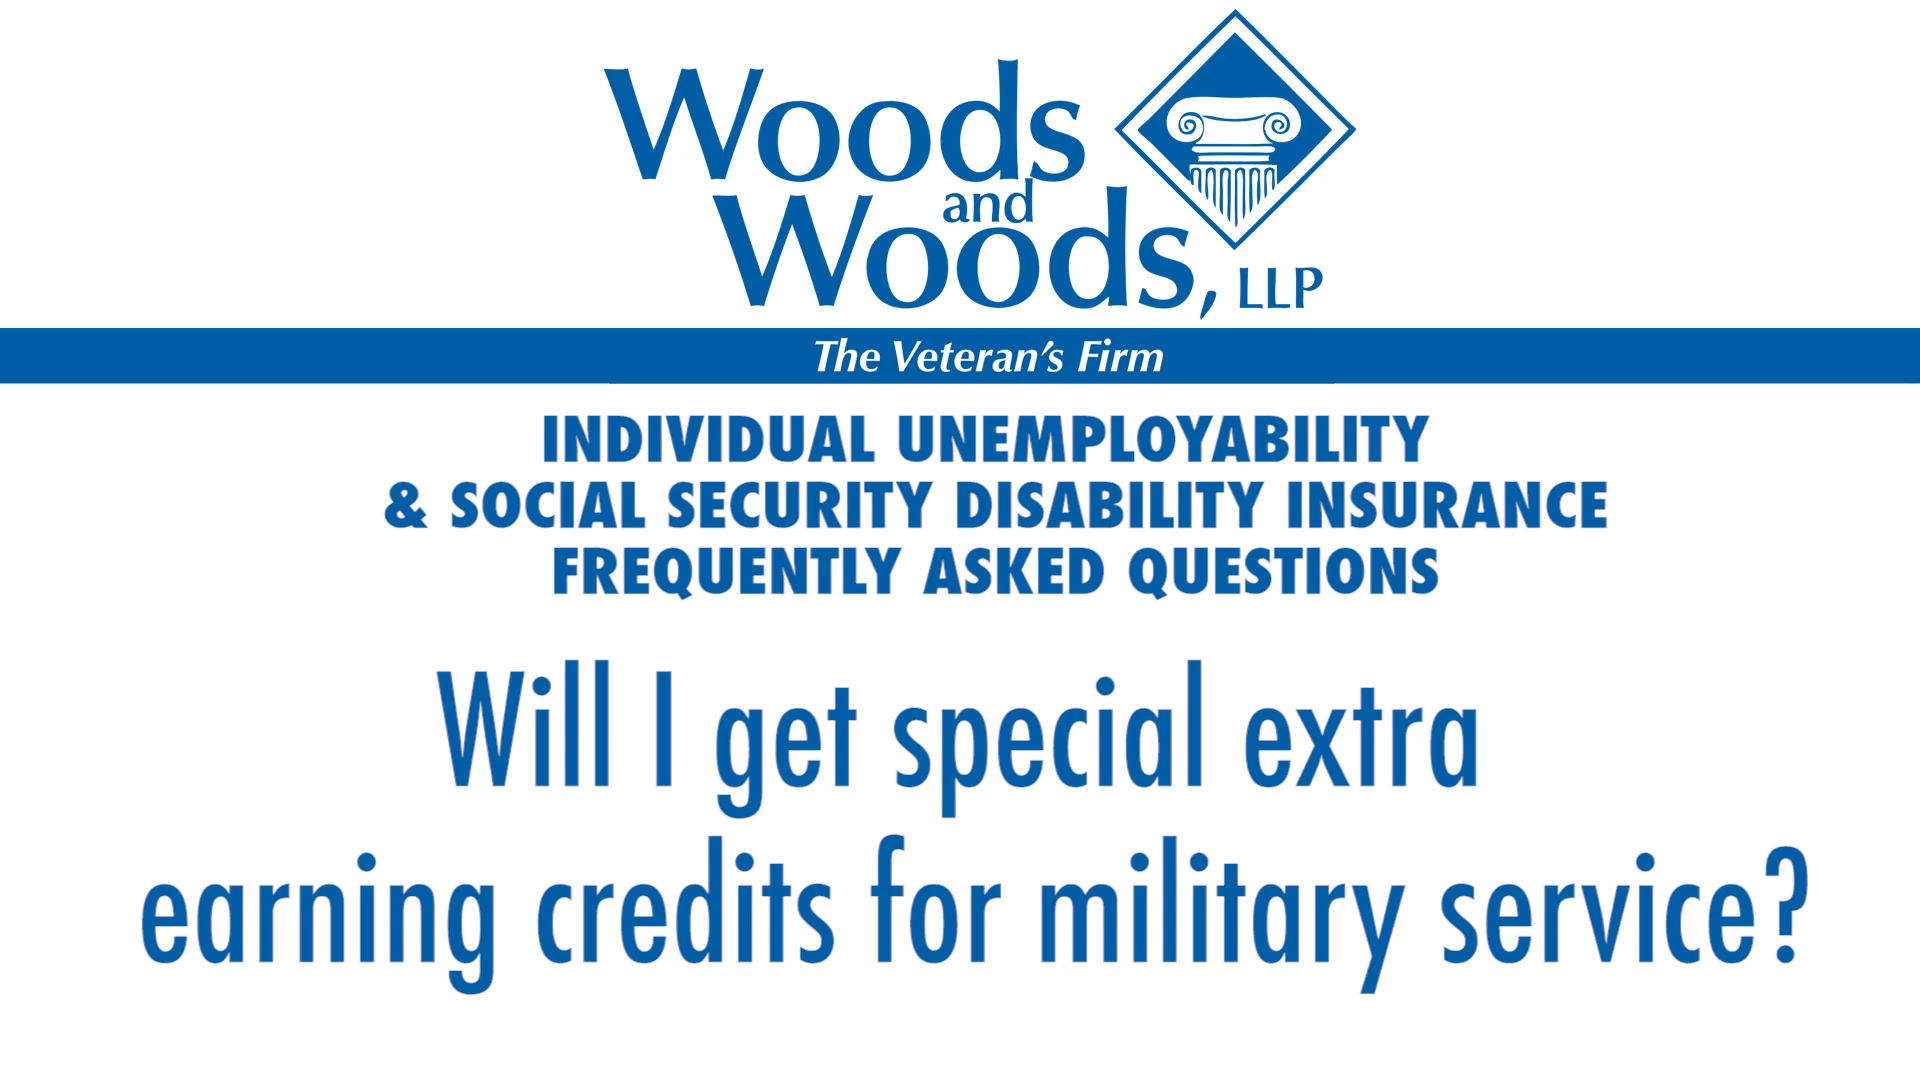 Woods
and
Woods, LLP
The Veteran's Firm
INDIVIDUAL UNEMPLOYABILITY
& SOCIAL SECURITY DISABILITY INSURANCE
FREQUENTLY ASKED QUESTIONS
Will I get special extra
earning credits for military service?